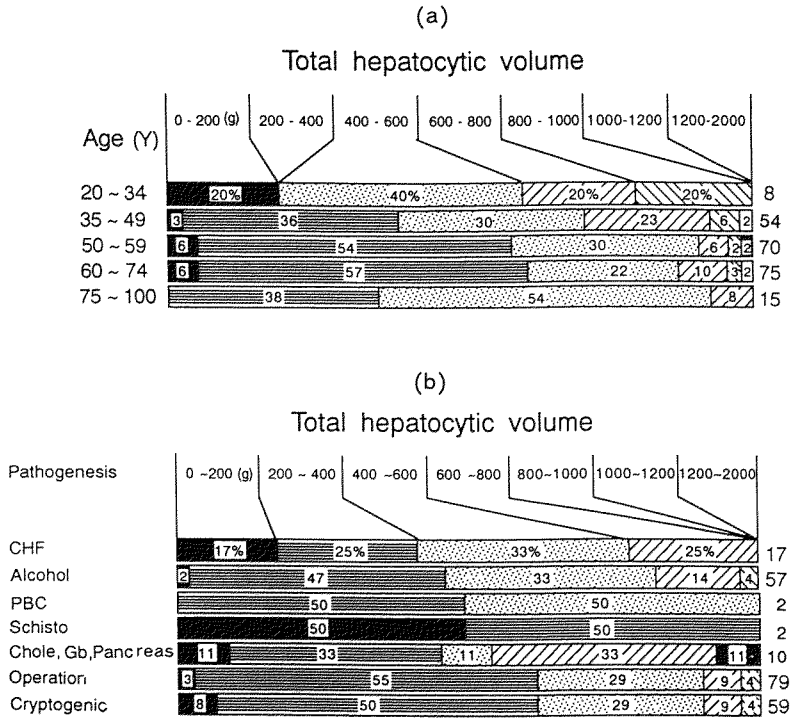 (a)
Total hepatocytic volume
Age (Y) 0 - 200 (g) 200 - 400 400 - 600 600 - 800 800 - 1000 1000-1200 1200-2000
20 ~ 34 20% 40% 20% 20% 8
35 ~ 49 3 36 30 23 6 2 54
50 ~ 59 6 54 30 6 2 2 70
60 ~ 74 6 57 22 10 3 2 75
75 ~ 100 38 54 8 15
(b)
Total hepatocytic volume
Pathogenesis 0 ~200 (g) 200 ~ 400 400 ~600 600 ~800 800~1000 1000~1200 1200~2000
CHF 17% 25% 33% 25% 17
Alcohol 2 47 33 14 4 57
PBC 50 50 2
Schisto 50 50 2
Chole, Gb,Pancreas 11 33 11 33 11 10
Operation 3 55 29 9 4 79
Cryptogenic 8 50 29 9 4 59